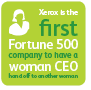 Xerox is the
first
Fortune 500
company to have a
woman CEO
hand off to another woman